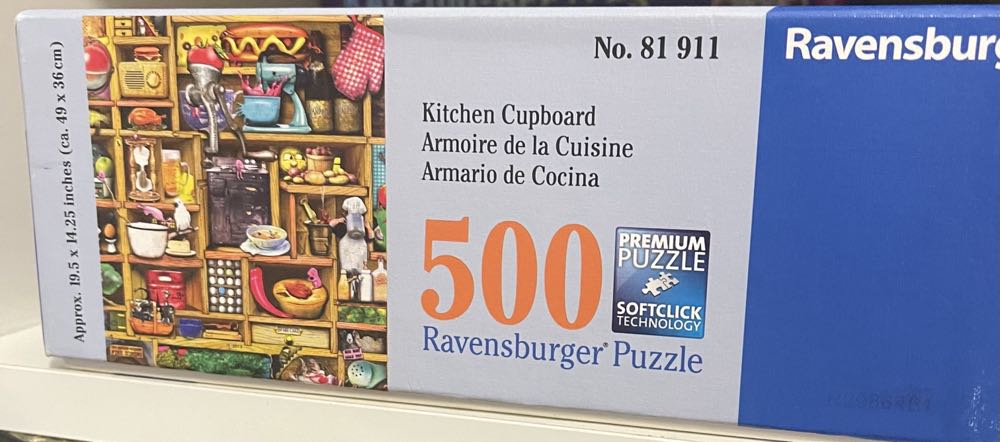 Approx. 19.5 x 14.25 inches (ca. 49 x 36 cm)
No. 81 911
Ravensburg
Kitchen Cupboard
Armoire de la Cuisine
Armario de Cocina
500
PREMIUM
PUZZLE
SOFTCLICK
TECHNOLOGY
Ravensburger® Puzzle